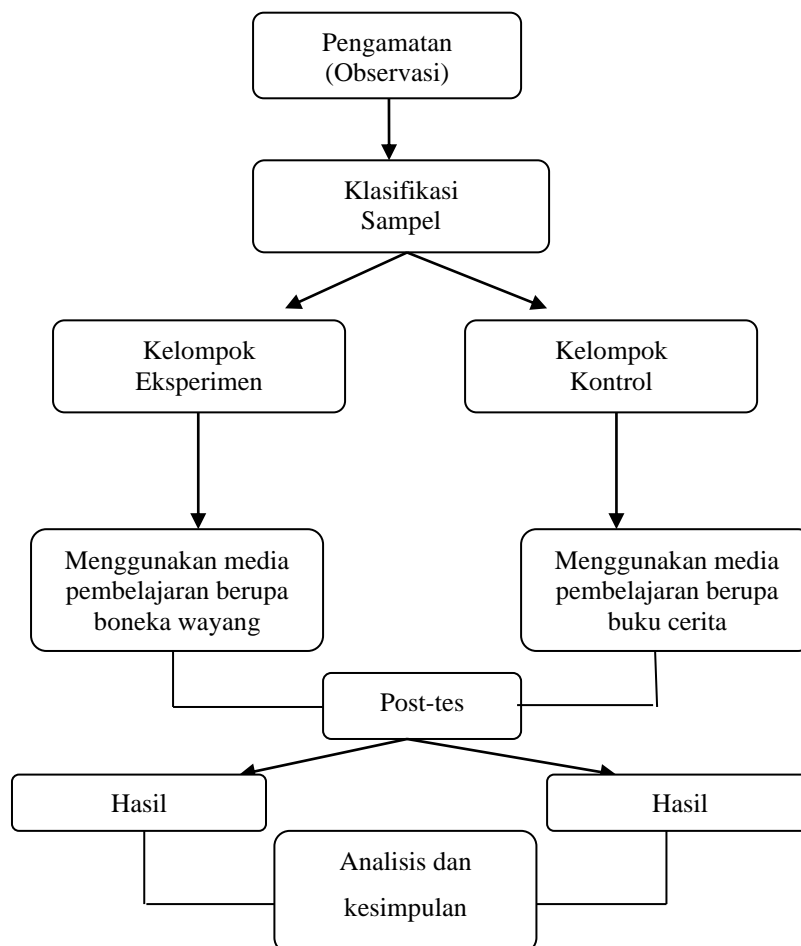 Pengamatan
(Observasi)
Klasifikasi
Sampel
Kelompok
Eksperimen
Kelompok
Kontrol
Menggunakan media
pembelajaran berupa
boneka wayang
Menggunakan media
pembelajaran berupa
buku cerita
Post-tes
Hasil
Hasil
Analisis dan
kesimpulan